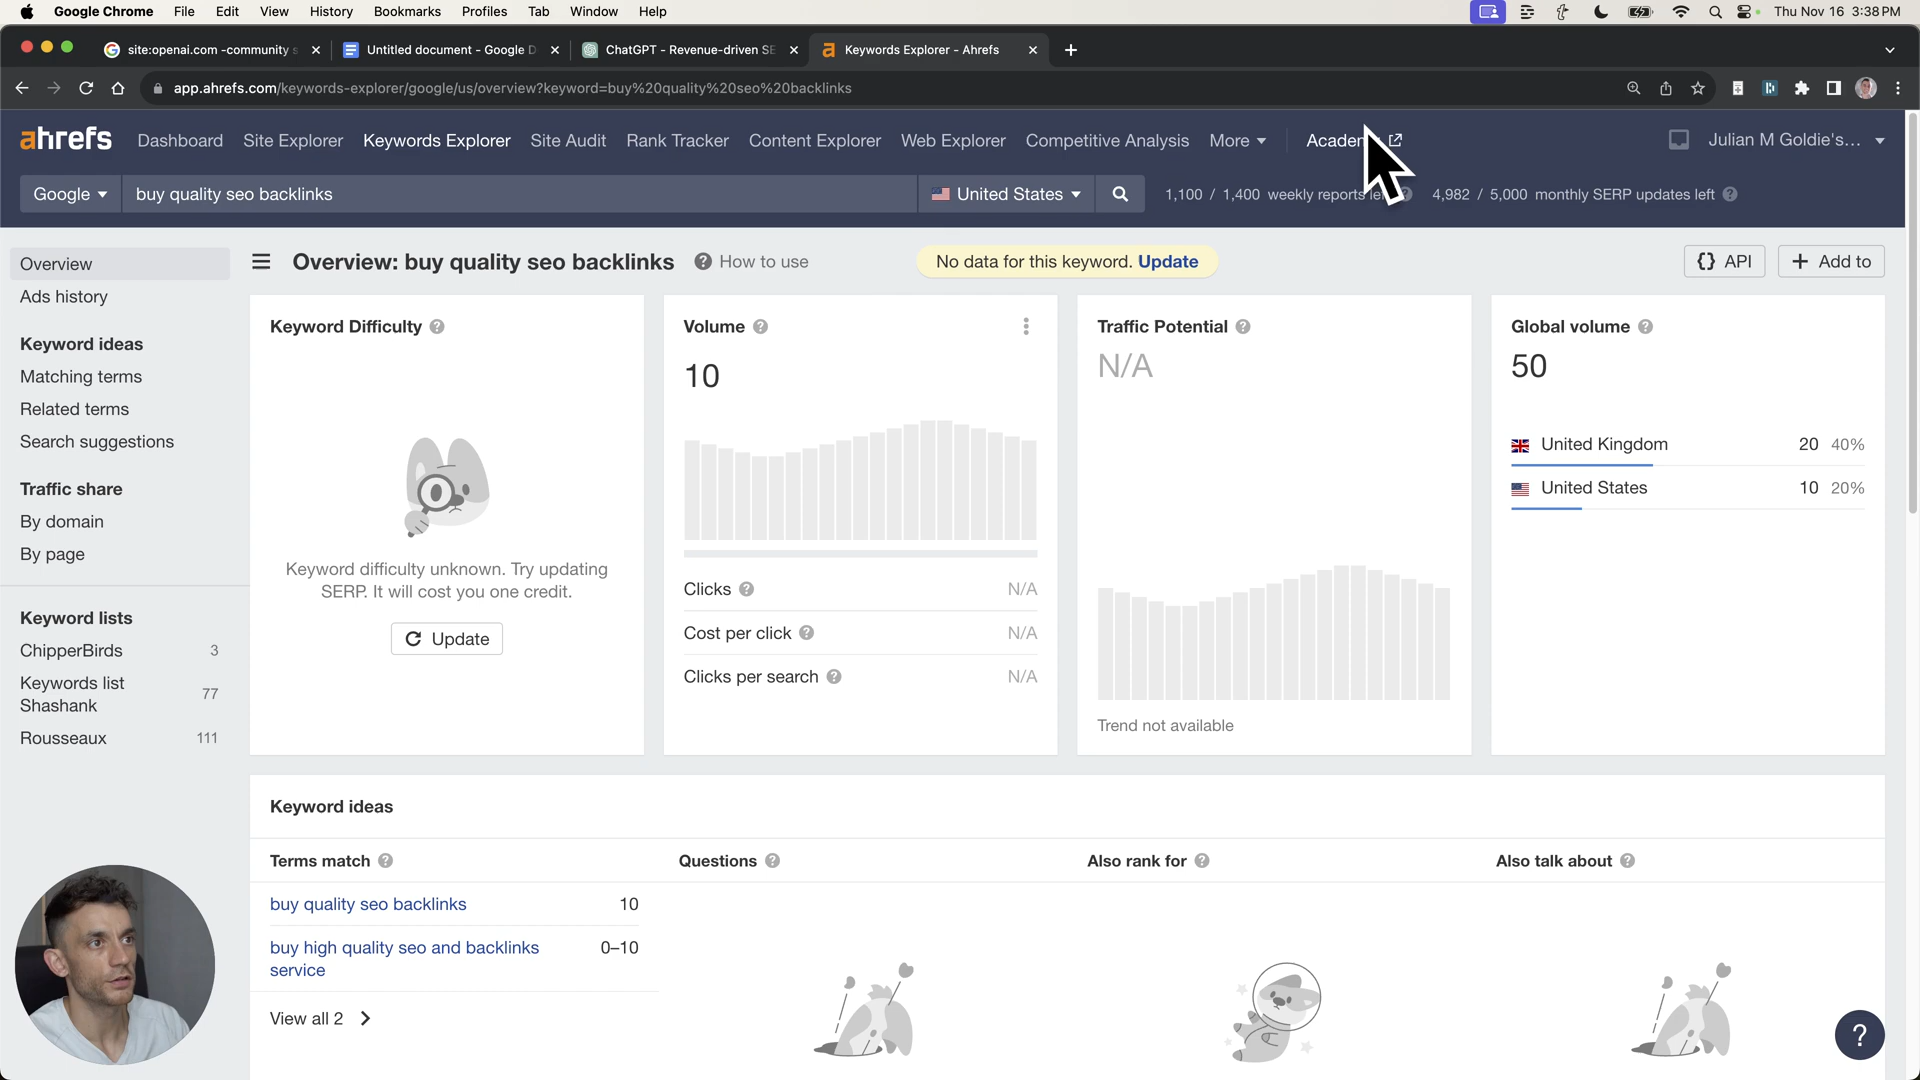 Google Chrome File Edit View History Bookmarks Profiles Tab Window Help Thu Nov 16 3:38 PM
site:openai.com -community s Untitled document - Google D ChatGPT - Revenue-driven SE Keywords Explorer - Ahrefs
app.ahrefs.com/keywords-explorer/google/us/overview?keyword=buy%20quality%20seo%20backlinks
ahrefs Dashboard Site Explorer Keywords Explorer Site Audit Rank Tracker Content Explorer Web Explorer Competitive Analysis More Academ Julian M Goldie's...
Google buy quality seo backlinks United States 1,100 / 1,400 weekly reports le 4,982 / 5,000 monthly SERP updates left
Overview
Ads history
Keyword ideas
Matching terms
Related terms
Search suggestions
Traffic share
By domain
By page
Keyword lists
ChipperBirds 3
Keywords list Shashank 77
Rousseaux 111
Overview: buy quality seo backlinks How to use No data for this keyword. Update API Add to
Keyword Difficulty
Keyword difficulty unknown. Try updating
SERP. It will cost you one credit.
Update
Volume
10
Clicks N/A
Cost per click N/A
Clicks per search N/A
Traffic Potential
N/A
Trend not available
Global volume
50
United Kingdom 20 40%
United States 10 20%
Keyword ideas
Terms match Questions Also rank for Also talk about
buy quality seo backlinks 10
buy high quality seo and backlinks 0–10
service
View all 2
?